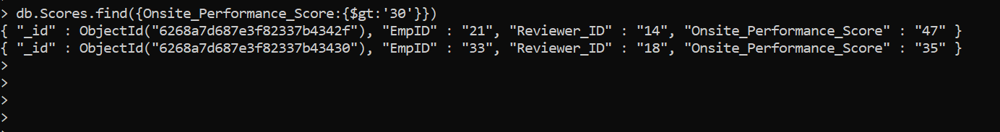 > db.Scores.find({Onsite_Performance_Score:{$gt:'30'}})
{ "_id" : ObjectId("6268a7d687e3f82337b4342f"), "EmpID" : "21", "Reviewer_ID" : "14", "Onsite_Performance_Score" : "47" }
{ "_id" : ObjectId("6268a7d687e3f82337b43430"), "EmpID" : "33", "Reviewer_ID" : "18", "Onsite_Performance_Score" : "35" }
>
>
>
>